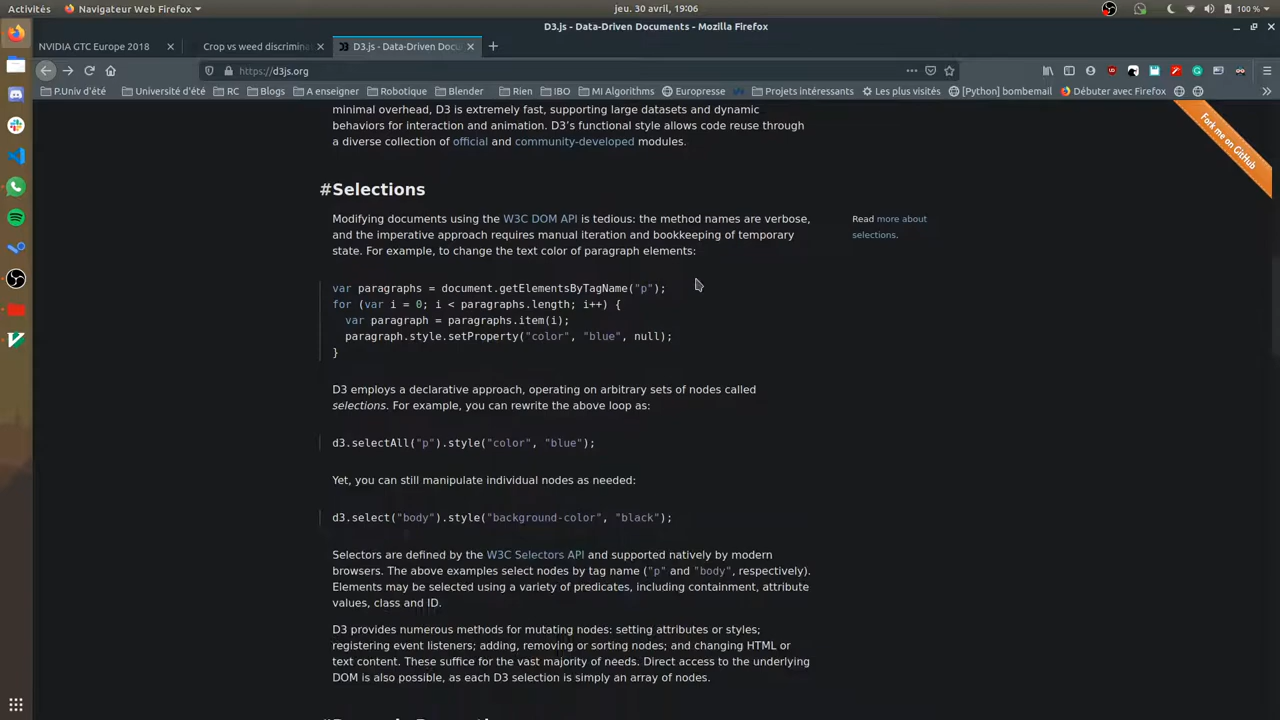 Activités
Navigateur Web Firefox
jeu. 30 avril, 19:06
100 %
D3.js - Data-Driven Documents - Mozilla Firefox
NVIDIA GTC Europe 2018
Crop vs weed discriminat
D3.js - Data-Driven Docu
https://d3js.org
P.Univ d'été
Université d'été
RC
Blogs
A enseigner
Robotique
Blender
Rien
IBO
MI Algorithms
Europresse
Projets intéressants
Les plus visités
[Python] bombemail
Débuter avec Firefox
Fork me on GitHub
minimal overhead, D3 is extremely fast, supporting large datasets and dynamic
behaviors for interaction and animation. D3's functional style allows code reuse through
a diverse collection of official and community-developed modules.
#Selections
Modifying documents using the W3C DOM API is tedious: the method names are verbose,
and the imperative approach requires manual iteration and bookkeeping of temporary
state. For example, to change the text color of paragraph elements:
Read more about
selections.
var paragraphs = document.getElementsByTagName("p");
for (var i = 0; i < paragraphs.length; i++) {
  var paragraph = paragraphs.item(i);
  paragraph.style.setProperty("color", "blue", null);
}
D3 employs a declarative approach, operating on arbitrary sets of nodes called
selections. For example, you can rewrite the above loop as:
d3.selectAll("p").style("color", "blue");
Yet, you can still manipulate individual nodes as needed:
d3.select("body").style("background-color", "black");
Selectors are defined by the W3C Selectors API and supported natively by modern
browsers. The above examples select nodes by tag name ("p" and "body", respectively).
Elements may be selected using a variety of predicates, including containment, attribute
values, class and ID.
D3 provides numerous methods for mutating nodes: setting attributes or styles;
registering event listeners; adding, removing or sorting nodes; and changing HTML or
text content. These suffice for the vast majority of needs. Direct access to the underlying
DOM is also possible, as each D3 selection is simply an array of nodes.